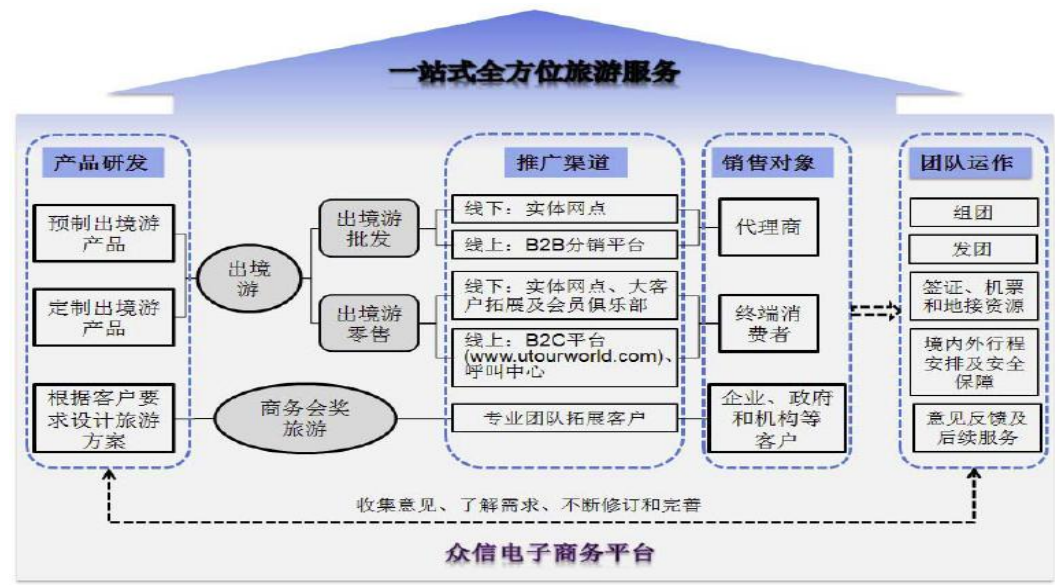 一站式全方位旅游服务
产品研发
预制出境游
产品
定制出境游
产品
根据客户要
求设计旅游
方案
出境
游
商务会奖
旅游
出境游
批发
出境游
零售
推广渠道
线下：实体网点
线上：B2B分销平台
线下：实体网点、大客
户拓展及会员俱乐部
线上：B2C平台
(www.utourworld.com)、
呼叫中心
专业团队拓展客户
销售对象
代理商
终端消
费者
企业、政府
和机构等
客户
团队运作
组团
发团
签证、机票
和地接资源
境内外行程
安排及安全
保障
意见反馈及
后续服务
收集意见、了解需求、不断修订和完善
众信电子商务平台